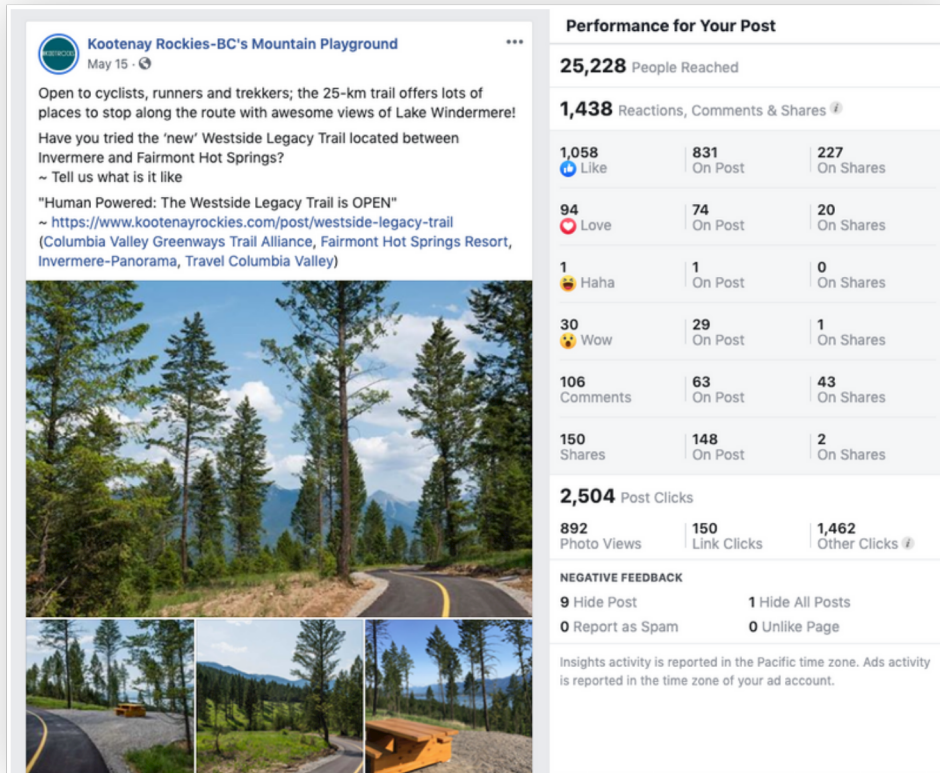 Kootenay Rockies-BC's Mountain Playground
May 15 ·
Open to cyclists, runners and trekkers; the 25-km trail offers lots of
places to stop along the route with awesome views of Lake Windermere!
Have you tried the 'new' Westside Legacy Trail located between
Invermere and Fairmont Hot Springs?
~ Tell us what is it like
"Human Powered: The Westside Legacy Trail is OPEN"
~ https://www.kootenayrockies.com/post/westside-legacy-trail
(Columbia Valley Greenways Trail Alliance, Fairmont Hot Springs Resort,
Invermere-Panorama, Travel Columbia Valley)
Performance for Your Post
25,228 People Reached
1,438 Reactions, Comments & Shares
1,058 831 227
Like On Post On Shares
94 74 20
Love On Post On Shares
1 1 0
Haha On Post On Shares
30 29 1
Wow On Post On Shares
106 63 43
Comments On Post On Shares
150 148 2
Shares On Post On Shares
2,504 Post Clicks
892 150 1,462
Photo Views Link Clicks Other Clicks
NEGATIVE FEEDBACK
9 Hide Post 1 Hide All Posts
0 Report as Spam 0 Unlike Page
Insights activity is reported in the Pacific time zone. Ads activity
is reported in the time zone of your ad account.